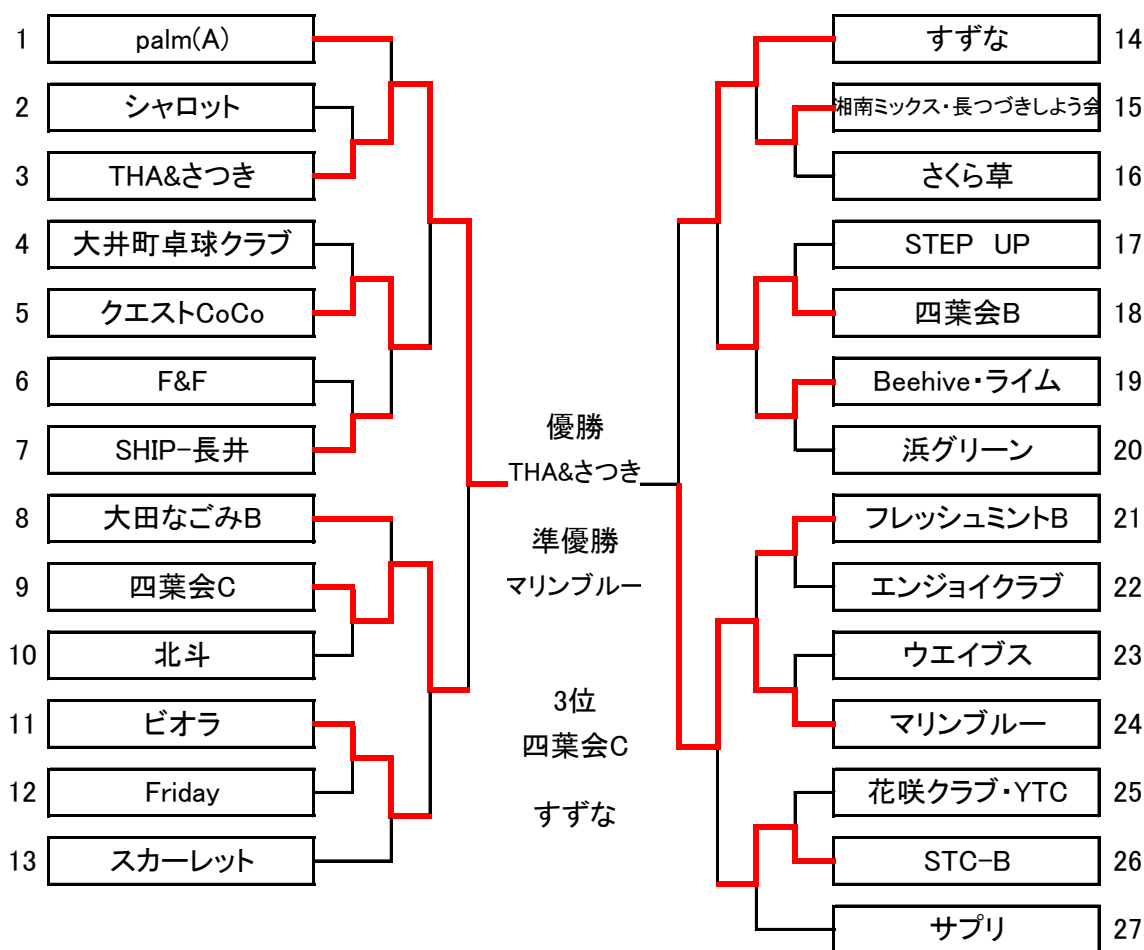 1 palm(A)
2 シャロット
3 THA&さつき
4 大井町卓球クラブ
5 クエストCoCo
6 F&F
7 SHIP-長井
8 大田なごみB
9 四葉会C
10 北斗
11 ビオラ
12 Friday
13 スカーレット
優勝
THA&さつき
準優勝
マリンブルー
3位
四葉会C
すずな
すずな 14
湘南ミックス・長つづきしよう会 15
さくら草 16
STEP UP 17
四葉会B 18
Beehive・ライム 19
浜グリーン 20
フレッシュミントB 21
エンジョイクラブ 22
ウエイブス 23
マリンブルー 24
花咲クラブ・YTC 25
STC-B 26
サプリ 27